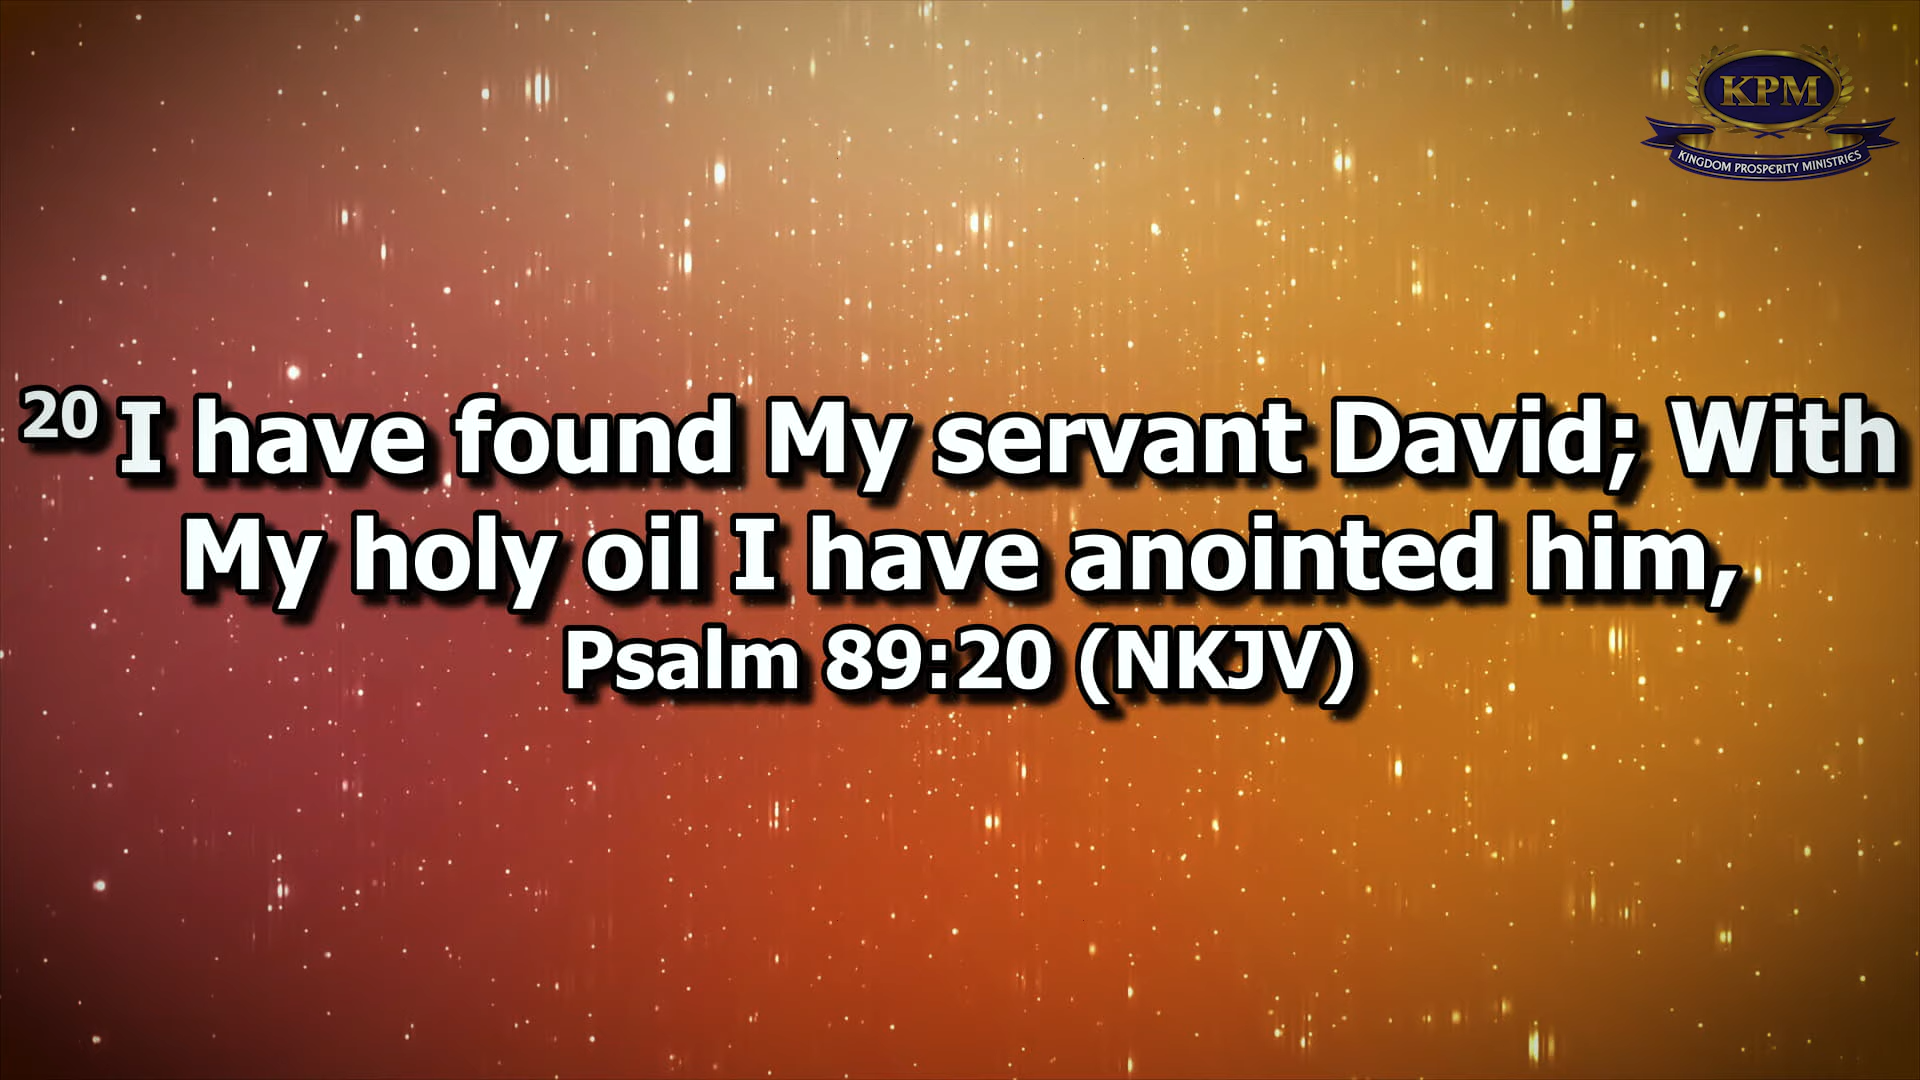 KPM
KINGDOM PROSPERITY MINISTRIES
20 I have found My servant David; With
My holy oil I have anointed him,
Psalm 89:20 (NKJV)